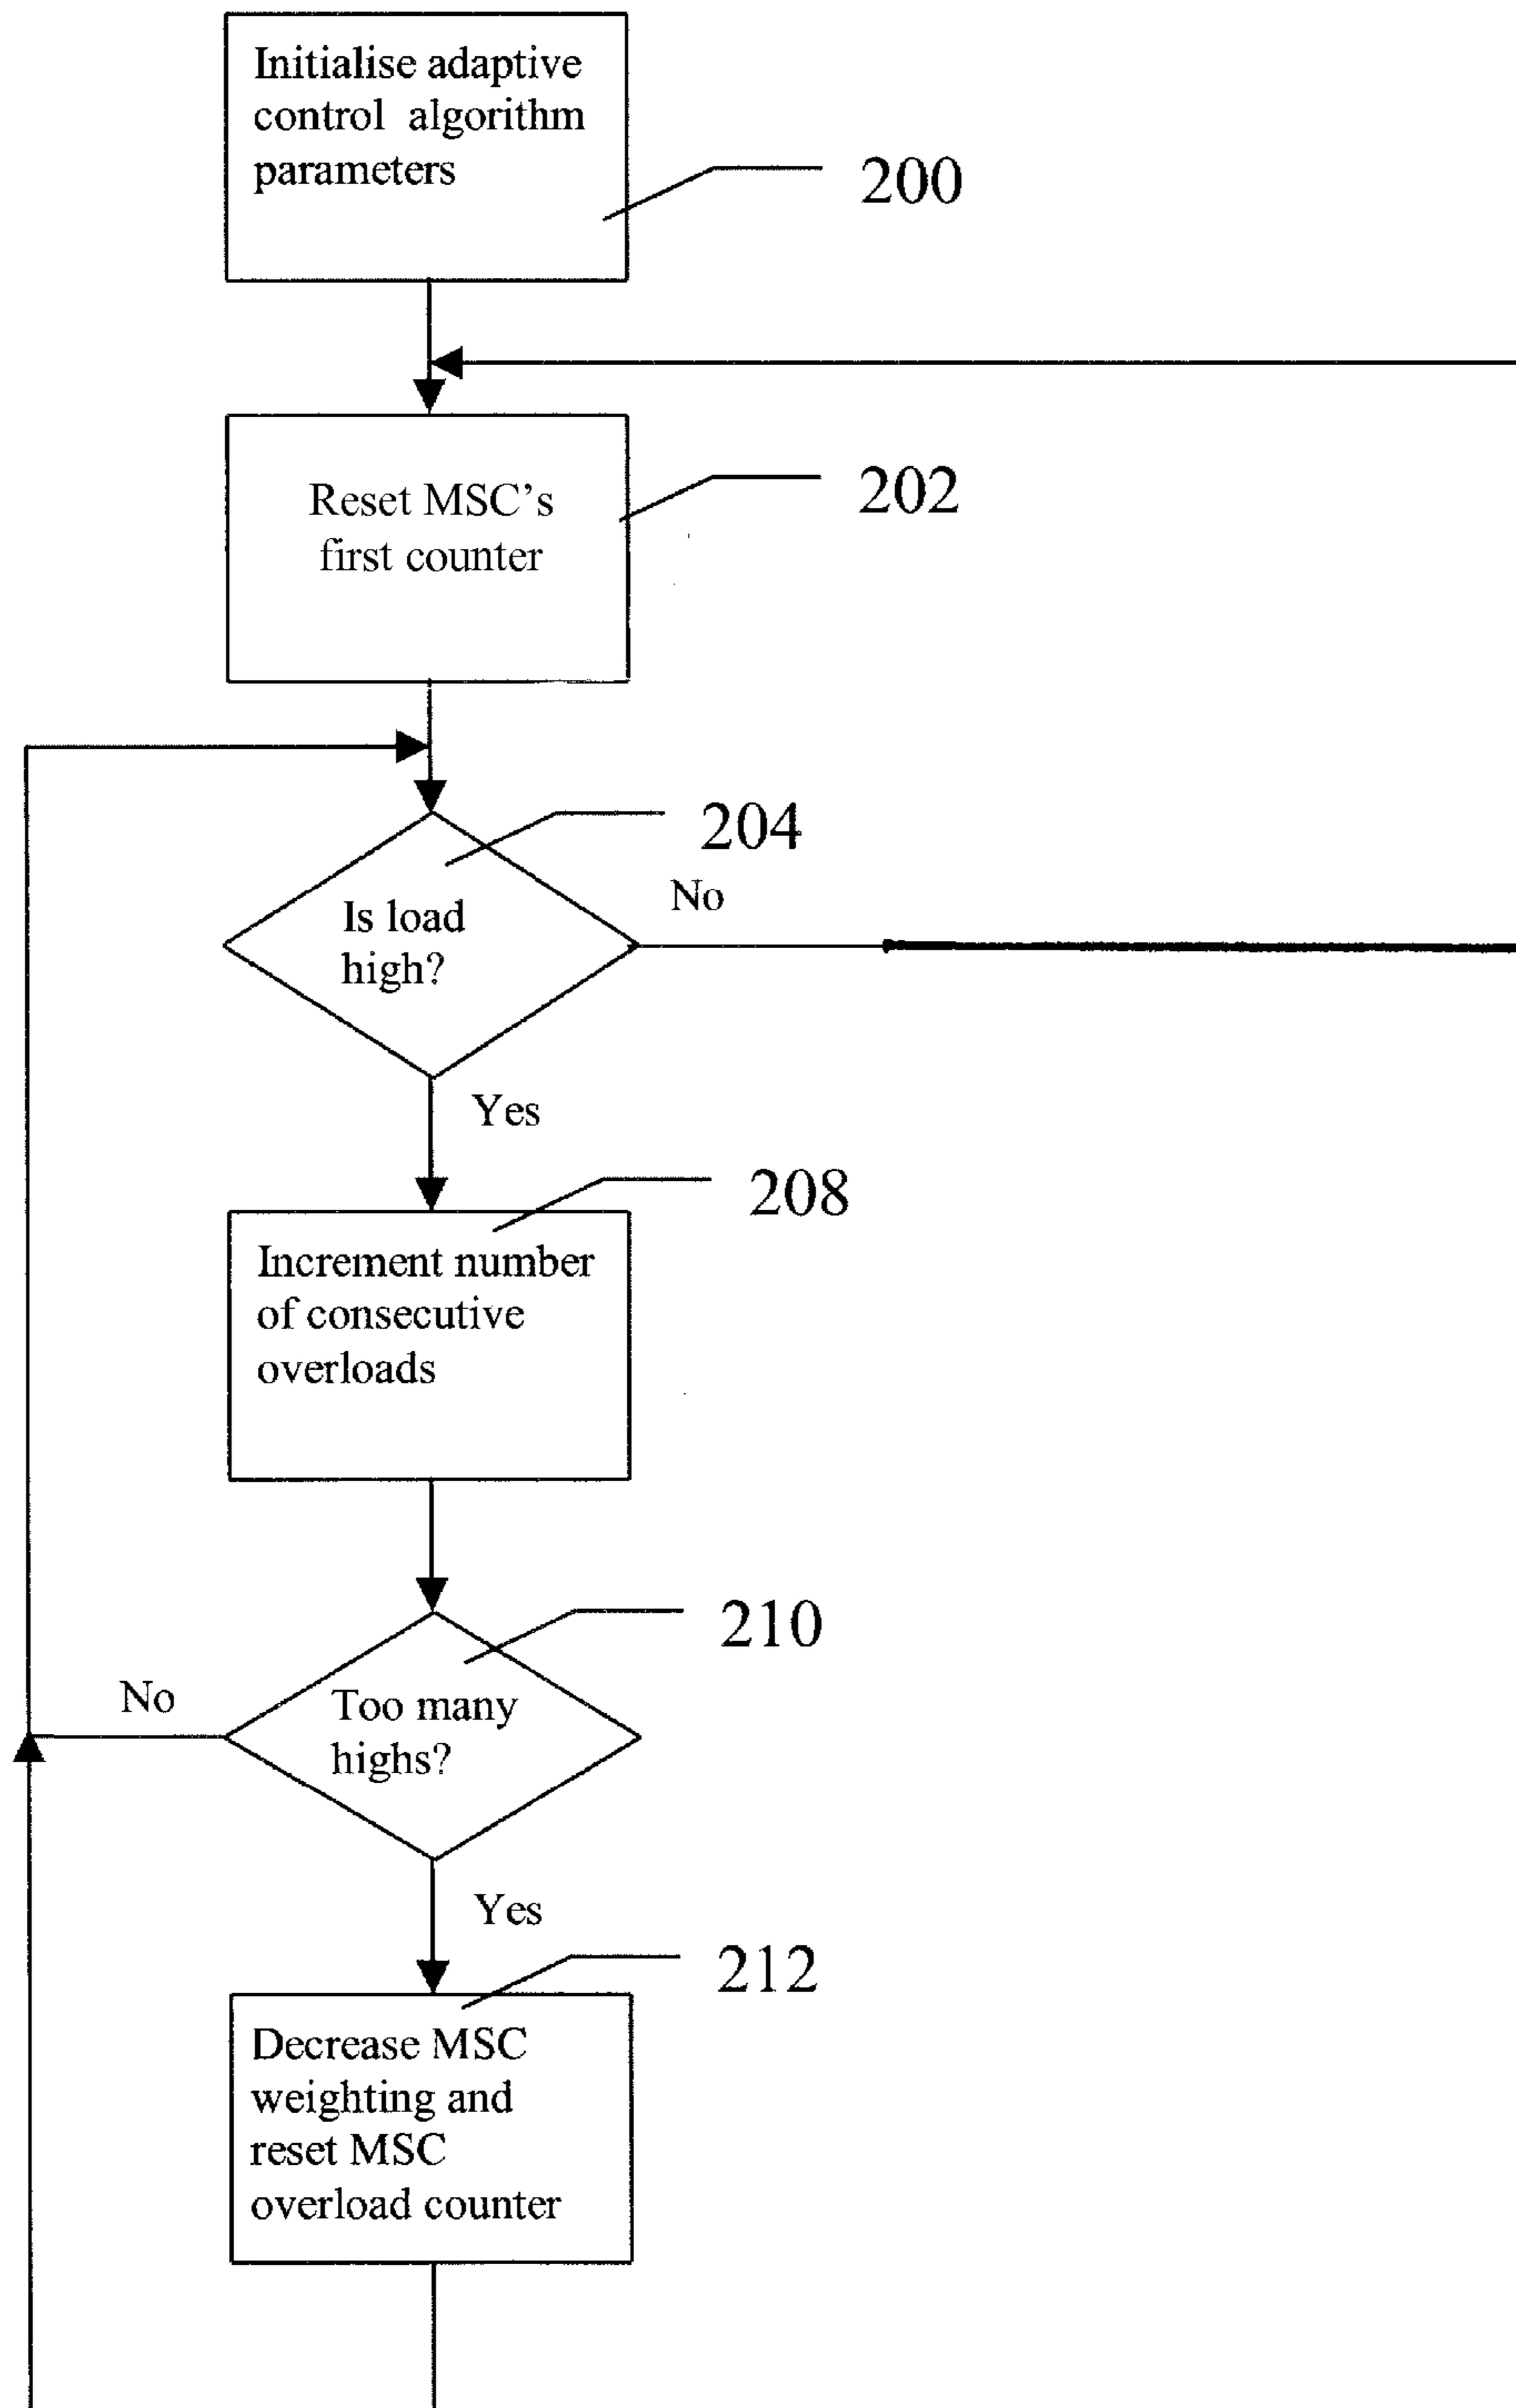 Initialise adaptive
control algorithm
parameters
200
Reset MSC's
first counter
202
204
Is load
high?
No
Yes
208
Increment number
of consecutive
overloads
210
Too many
highs?
No
Yes
212
Decrease MSC
weighting and
reset MSC
overload counter